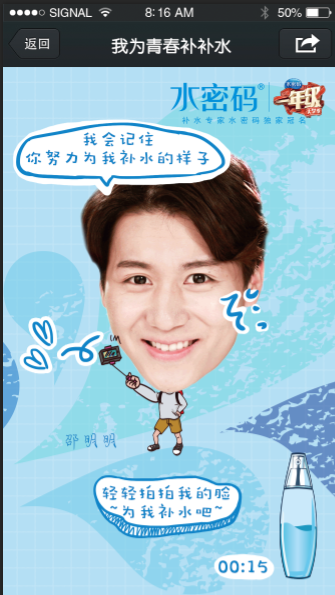 SIGNAL
8:16 AM
50%
返回
我为青春补补水
水密码®
一年级
补水专家水密码独家冠名
我会记住
你努力为我补水的样子
邵明明
轻轻拍拍我的脸
~为我补水吧~
00:15